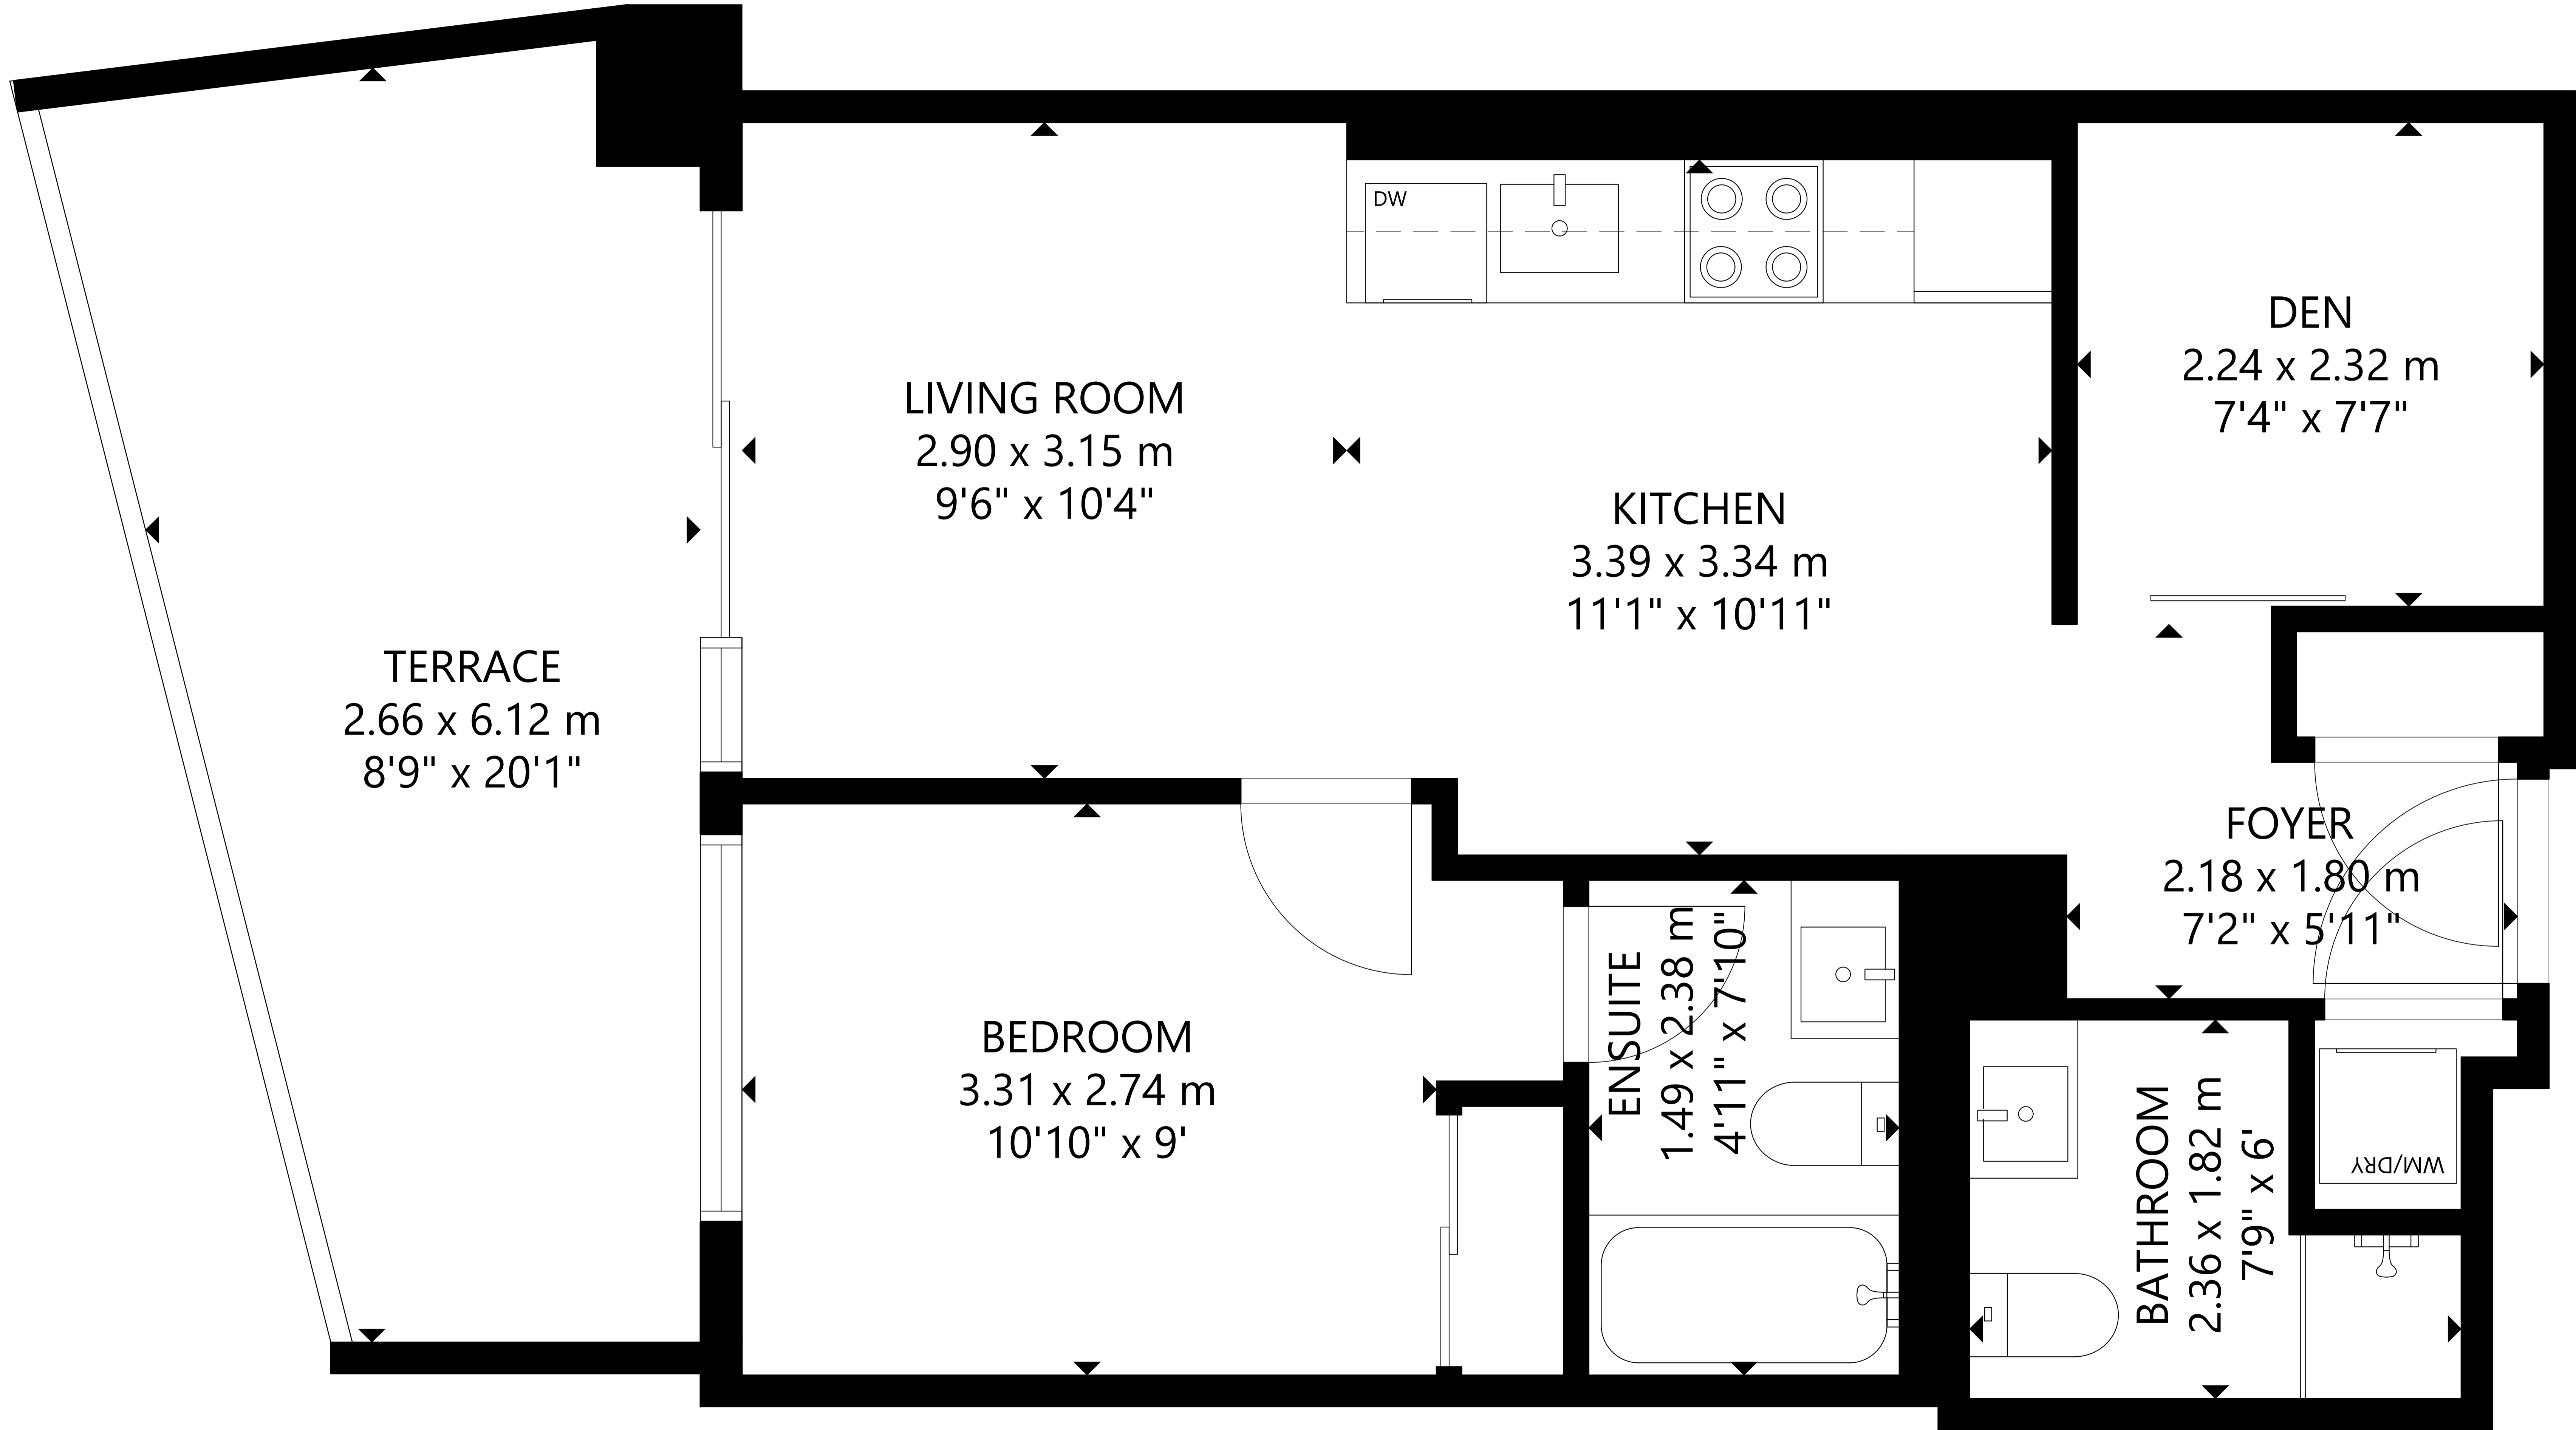 DW
DEN
2.24 x 2.32 m
7'4" x 7'7"
LIVING ROOM
2.90 x 3.15 m
9'6" x 10'4"
KITCHEN
3.39 x 3.34 m
11'1" x 10'11"
TERRACE
2.66 x 6.12 m
8'9" x 20'1"
FOYER
2.18 x 1.80 m
7'2" x 5'11"
BEDROOM
3.31 x 2.74 m
10'10" x 9'
ENSUITE
1.49 x 2.38 m
4'11" x 7'10"
BATHROOM
2.36 x 1.82 m
7'9" x 6'
WM/DRY